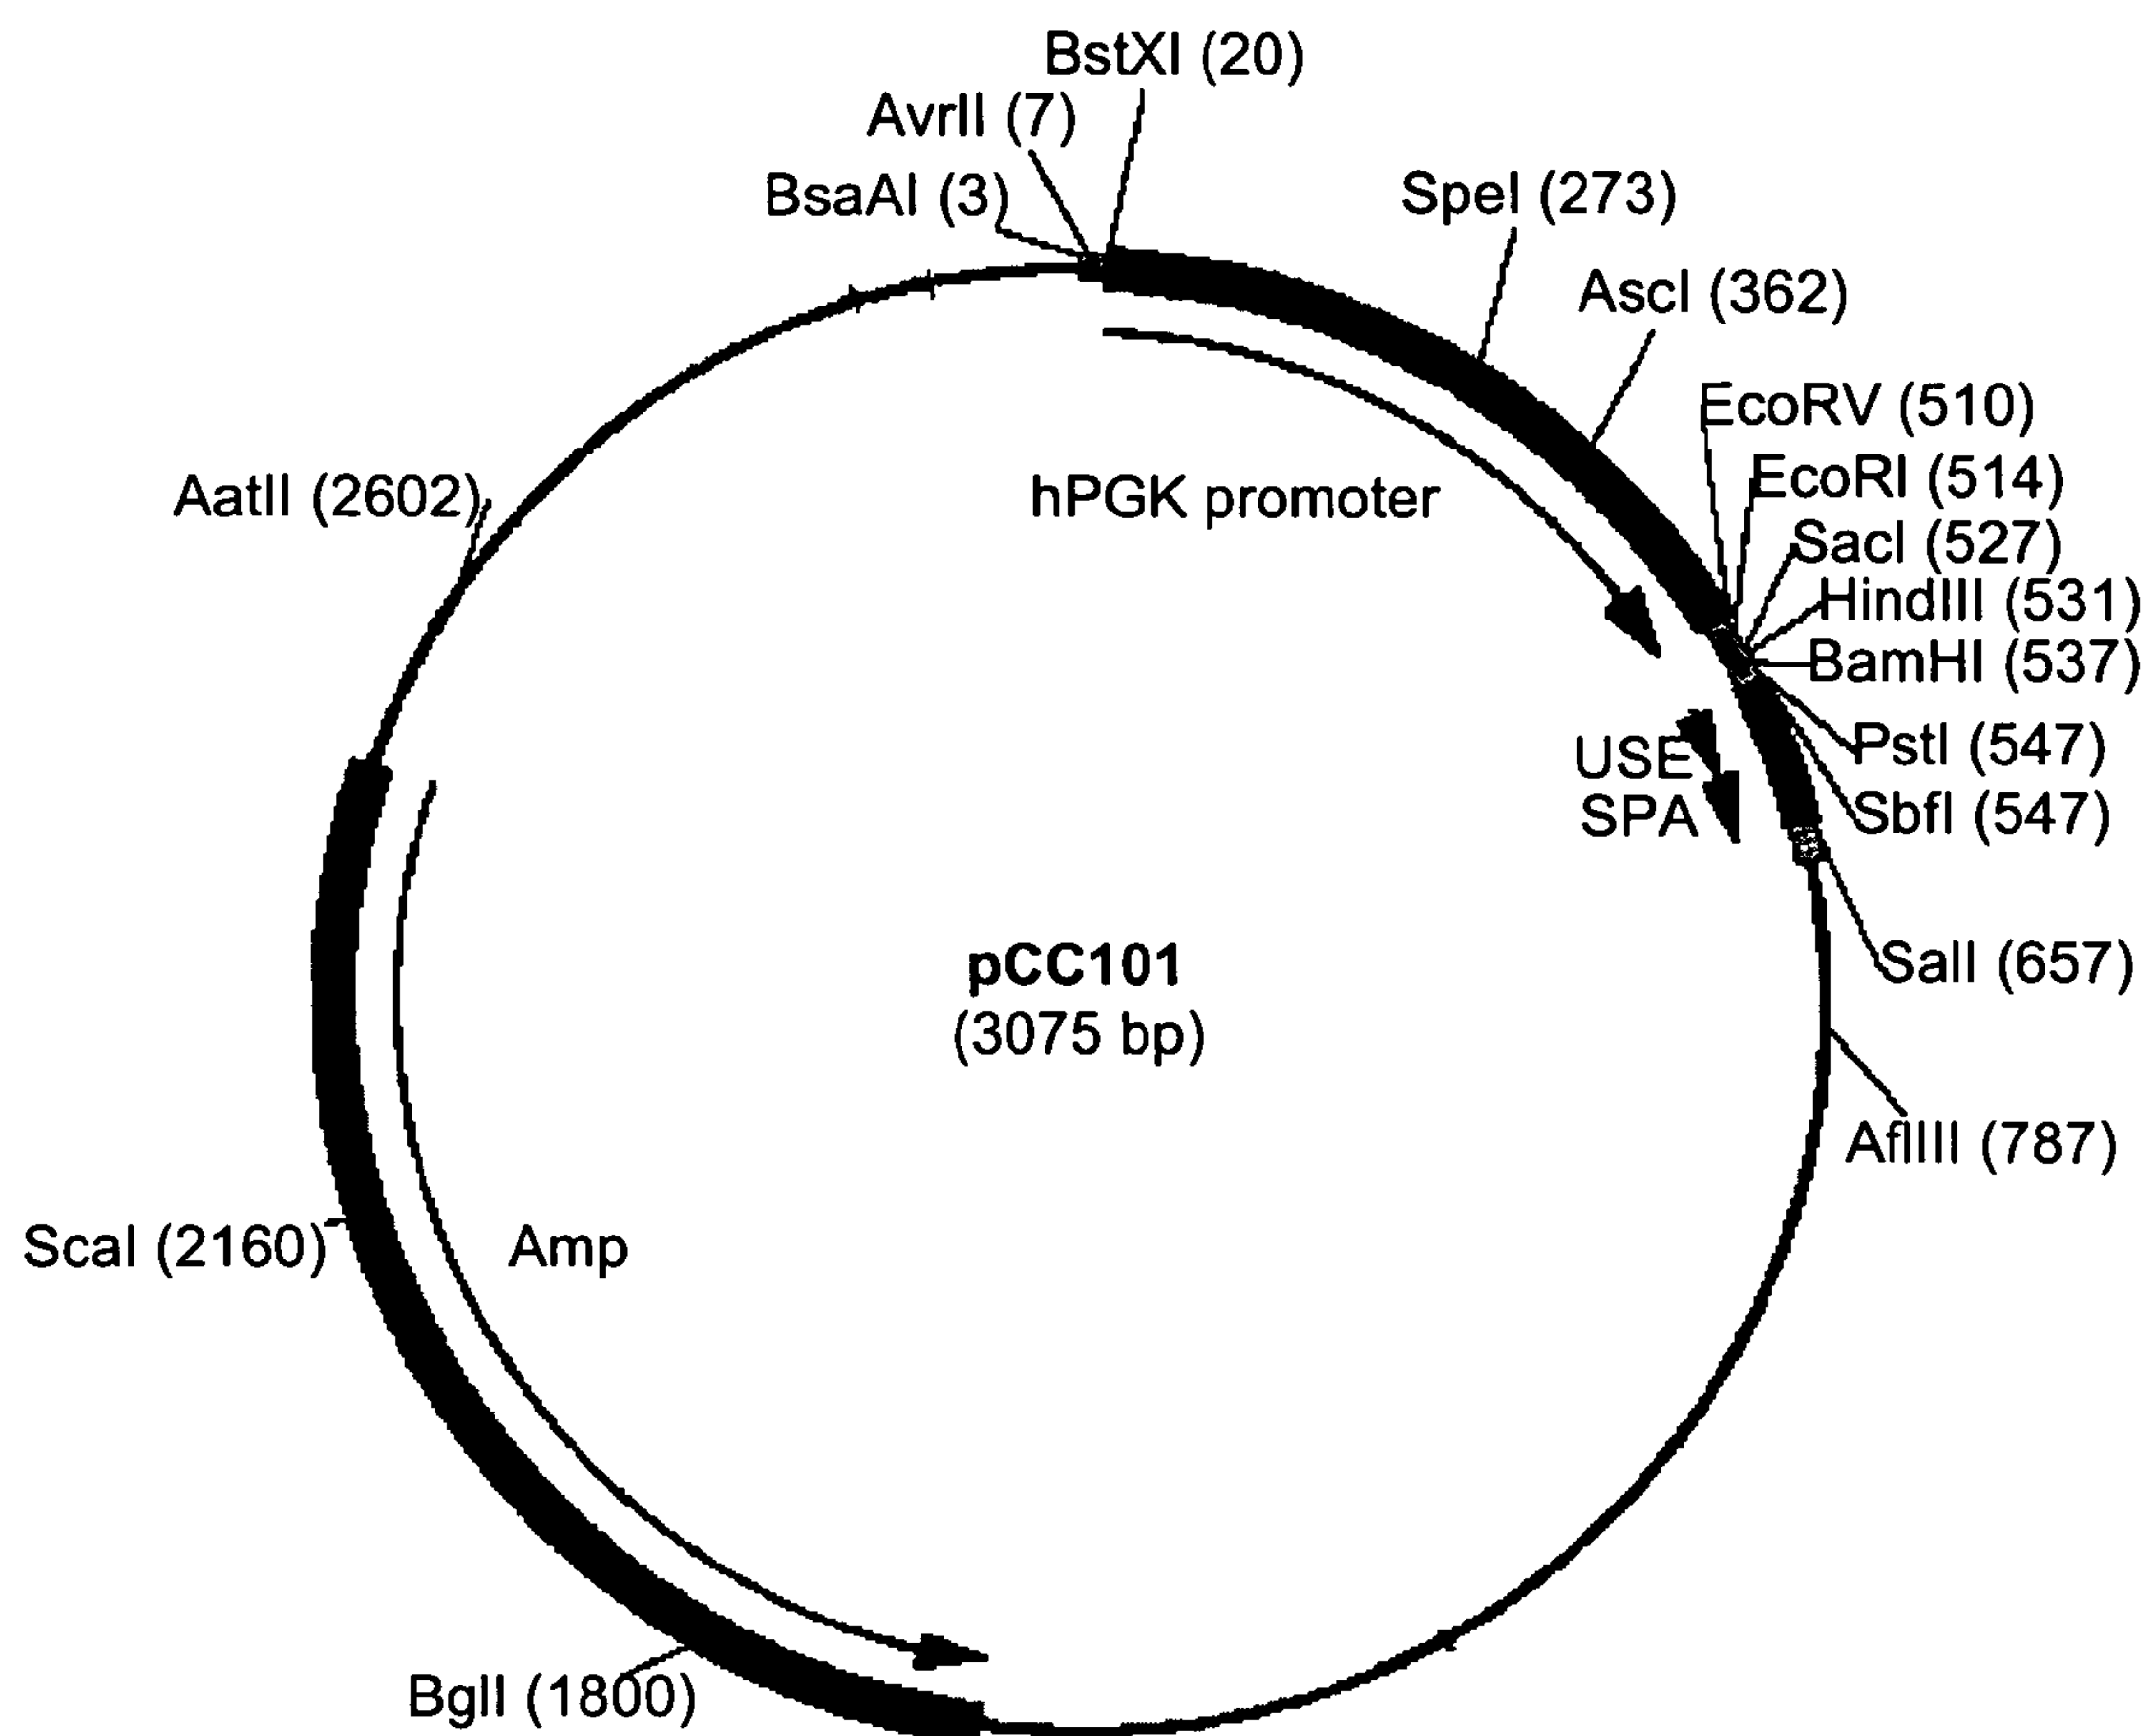 BstXI (20)
AvrII (7)
BsaAI (3)
SpeI (273)
AscI (362)
EcoRV (510)
EcoRI (514)
SacI (527)
HindIII (531)
BamHI (537)
PstI (547)
SbfI (547)
SalI (657)
AflIII (787)
AatII (2602)
hPGK promoter
USE
SPA
pCC101
(3075 bp)
ScaI (2160)
Amp
BglI (1800)